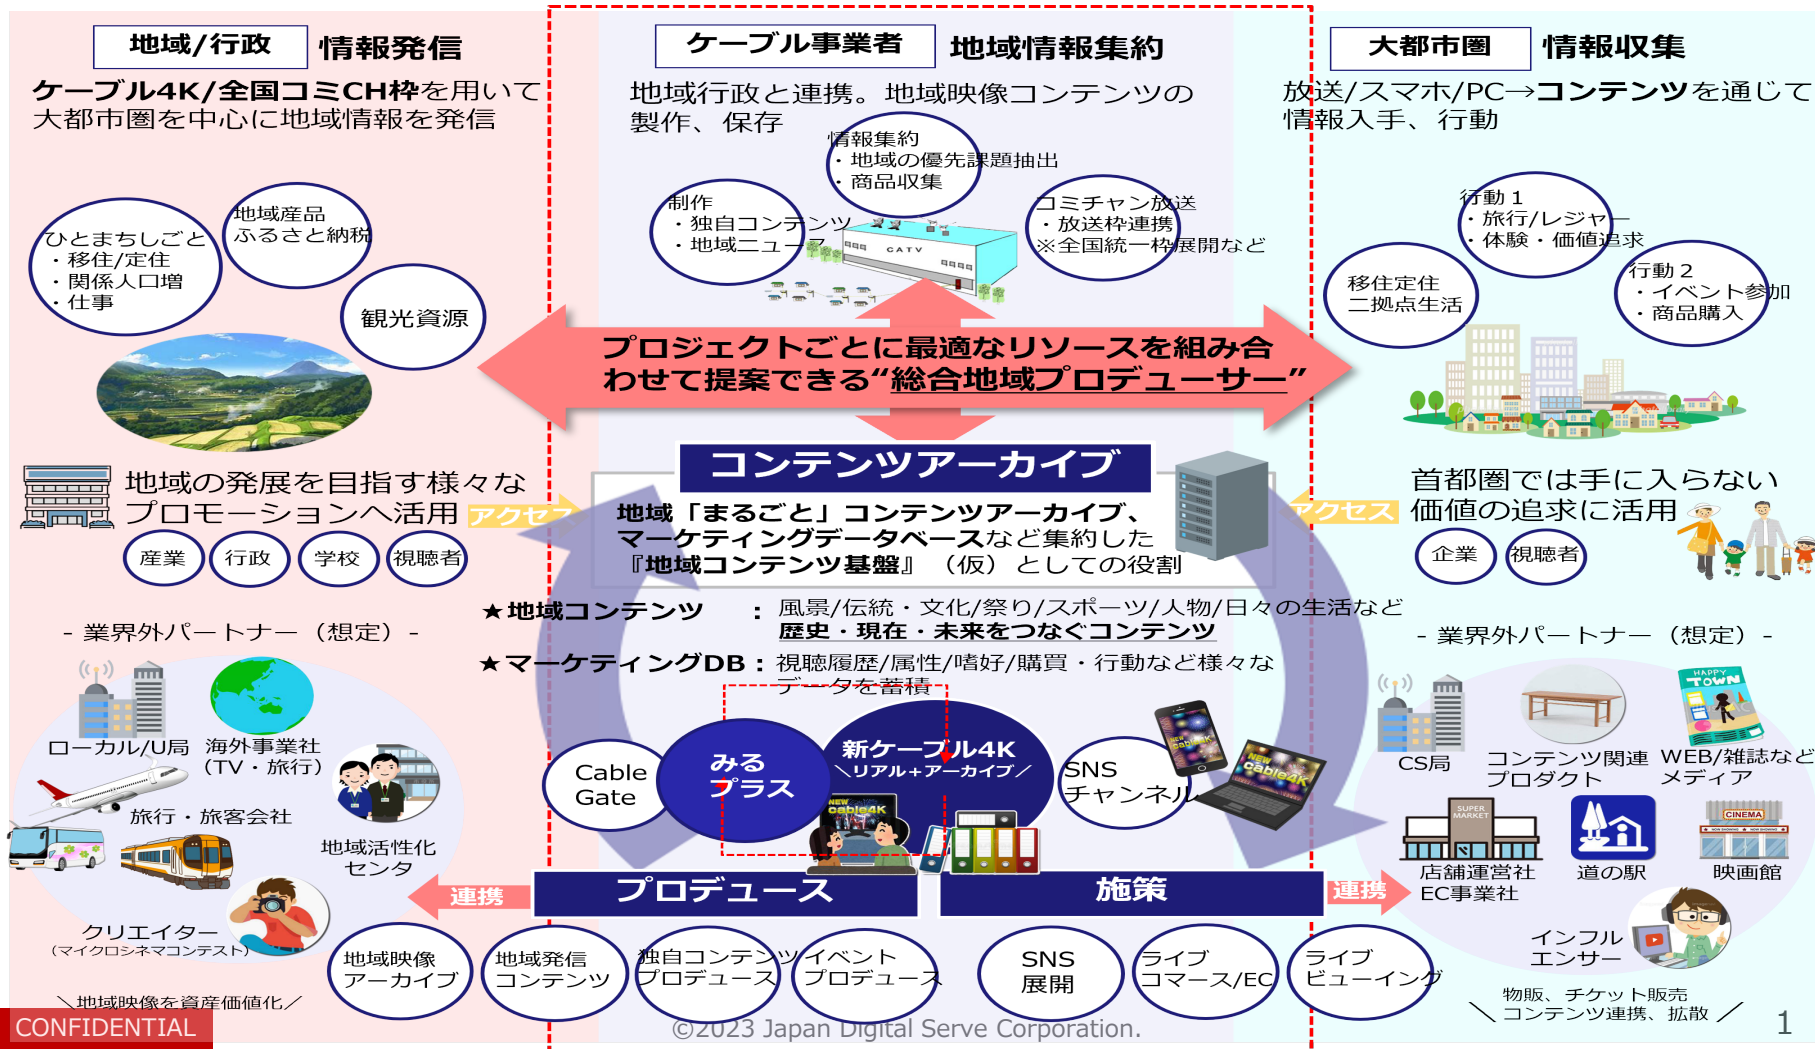 地域/行政
情報発信
ケーブル4K/全国コミCH枠を用いて
大都市圏を中心に地域情報を発信
ひとまちしごと
・移住/定住
・関係人口増
・仕事
地域産品
ふるさと納税
観光資源
地域の発展を目指す様々な
プロモーションへ活用
アクセス
産業
行政
学校
視聴者
- 業界外パートナー（想定）-
ローカル/U局
海外事業社
（TV・旅行）
旅行・旅客会社
地域活性化
センタ
クリエイター
（マイクロシネマコンテスト）
＼地域映像を資産価値化／
連携
ケーブル事業者
地域情報集約
地域行政と連携。地域映像コンテンツの
製作、保存
情報集約
・地域の優先課題抽出
・商品収集
制作
・独自コンテンツ
・地域ニュース
コミチャン放送
・放送枠連携
※全国統一枠展開など
CATV
プロジェクトごとに最適なリソースを組み合
わせて提案できる“総合地域プロデューサー”
コンテンツアーカイブ
地域「まるごと」コンテンツアーカイブ、
マーケティングデータベースなど集約した
『地域コンテンツ基盤』（仮）としての役割
★地域コンテンツ　：風景/伝統・文化/祭り/スポーツ/人物/日々の生活など
歴史・現在・未来をつなぐコンテンツ
★マーケティングDB：視聴履歴/属性/嗜好/購買・行動など様々な
データを蓄積
Cable
Gate
みる
プラス
新ケーブル4K
＼リアル+アーカイブ／
NEW
cable4K
SNS
チャンネル
NEW
cable4K
NEW
cable4K
プロデュース
施策
地域映像
アーカイブ
地域発信
コンテンツ
独自コンテンツ
プロデュース
イベント
プロデュース
SNS
展開
ライブ
コマース/EC
ライブ
ビューイング
大都市圏
情報収集
放送/スマホ/PC→コンテンツを通じて
情報入手、行動
行動１
・旅行/レジャー
・体験・価値追求
移住定住
二拠点生活
行動２
・イベント参加
・商品購入
首都圏では手に入らない
価値の追求に活用
アクセス
企業
視聴者
- 業界外パートナー（想定）-
CS局
コンテンツ関連
プロダクト
HAPPY
TOWN
WEB/雑誌など
メディア
SUPER
MARKET
店舗運営社
EC事業社
道の駅
CINEMA
NOW SHOWING
NOW SHOWING
映画館
インフル
エンサー
連携
＼物販、チケット販売
コンテンツ連携、拡散／
CONFIDENTIAL
©2023 Japan Digital Serve Corporation.
1